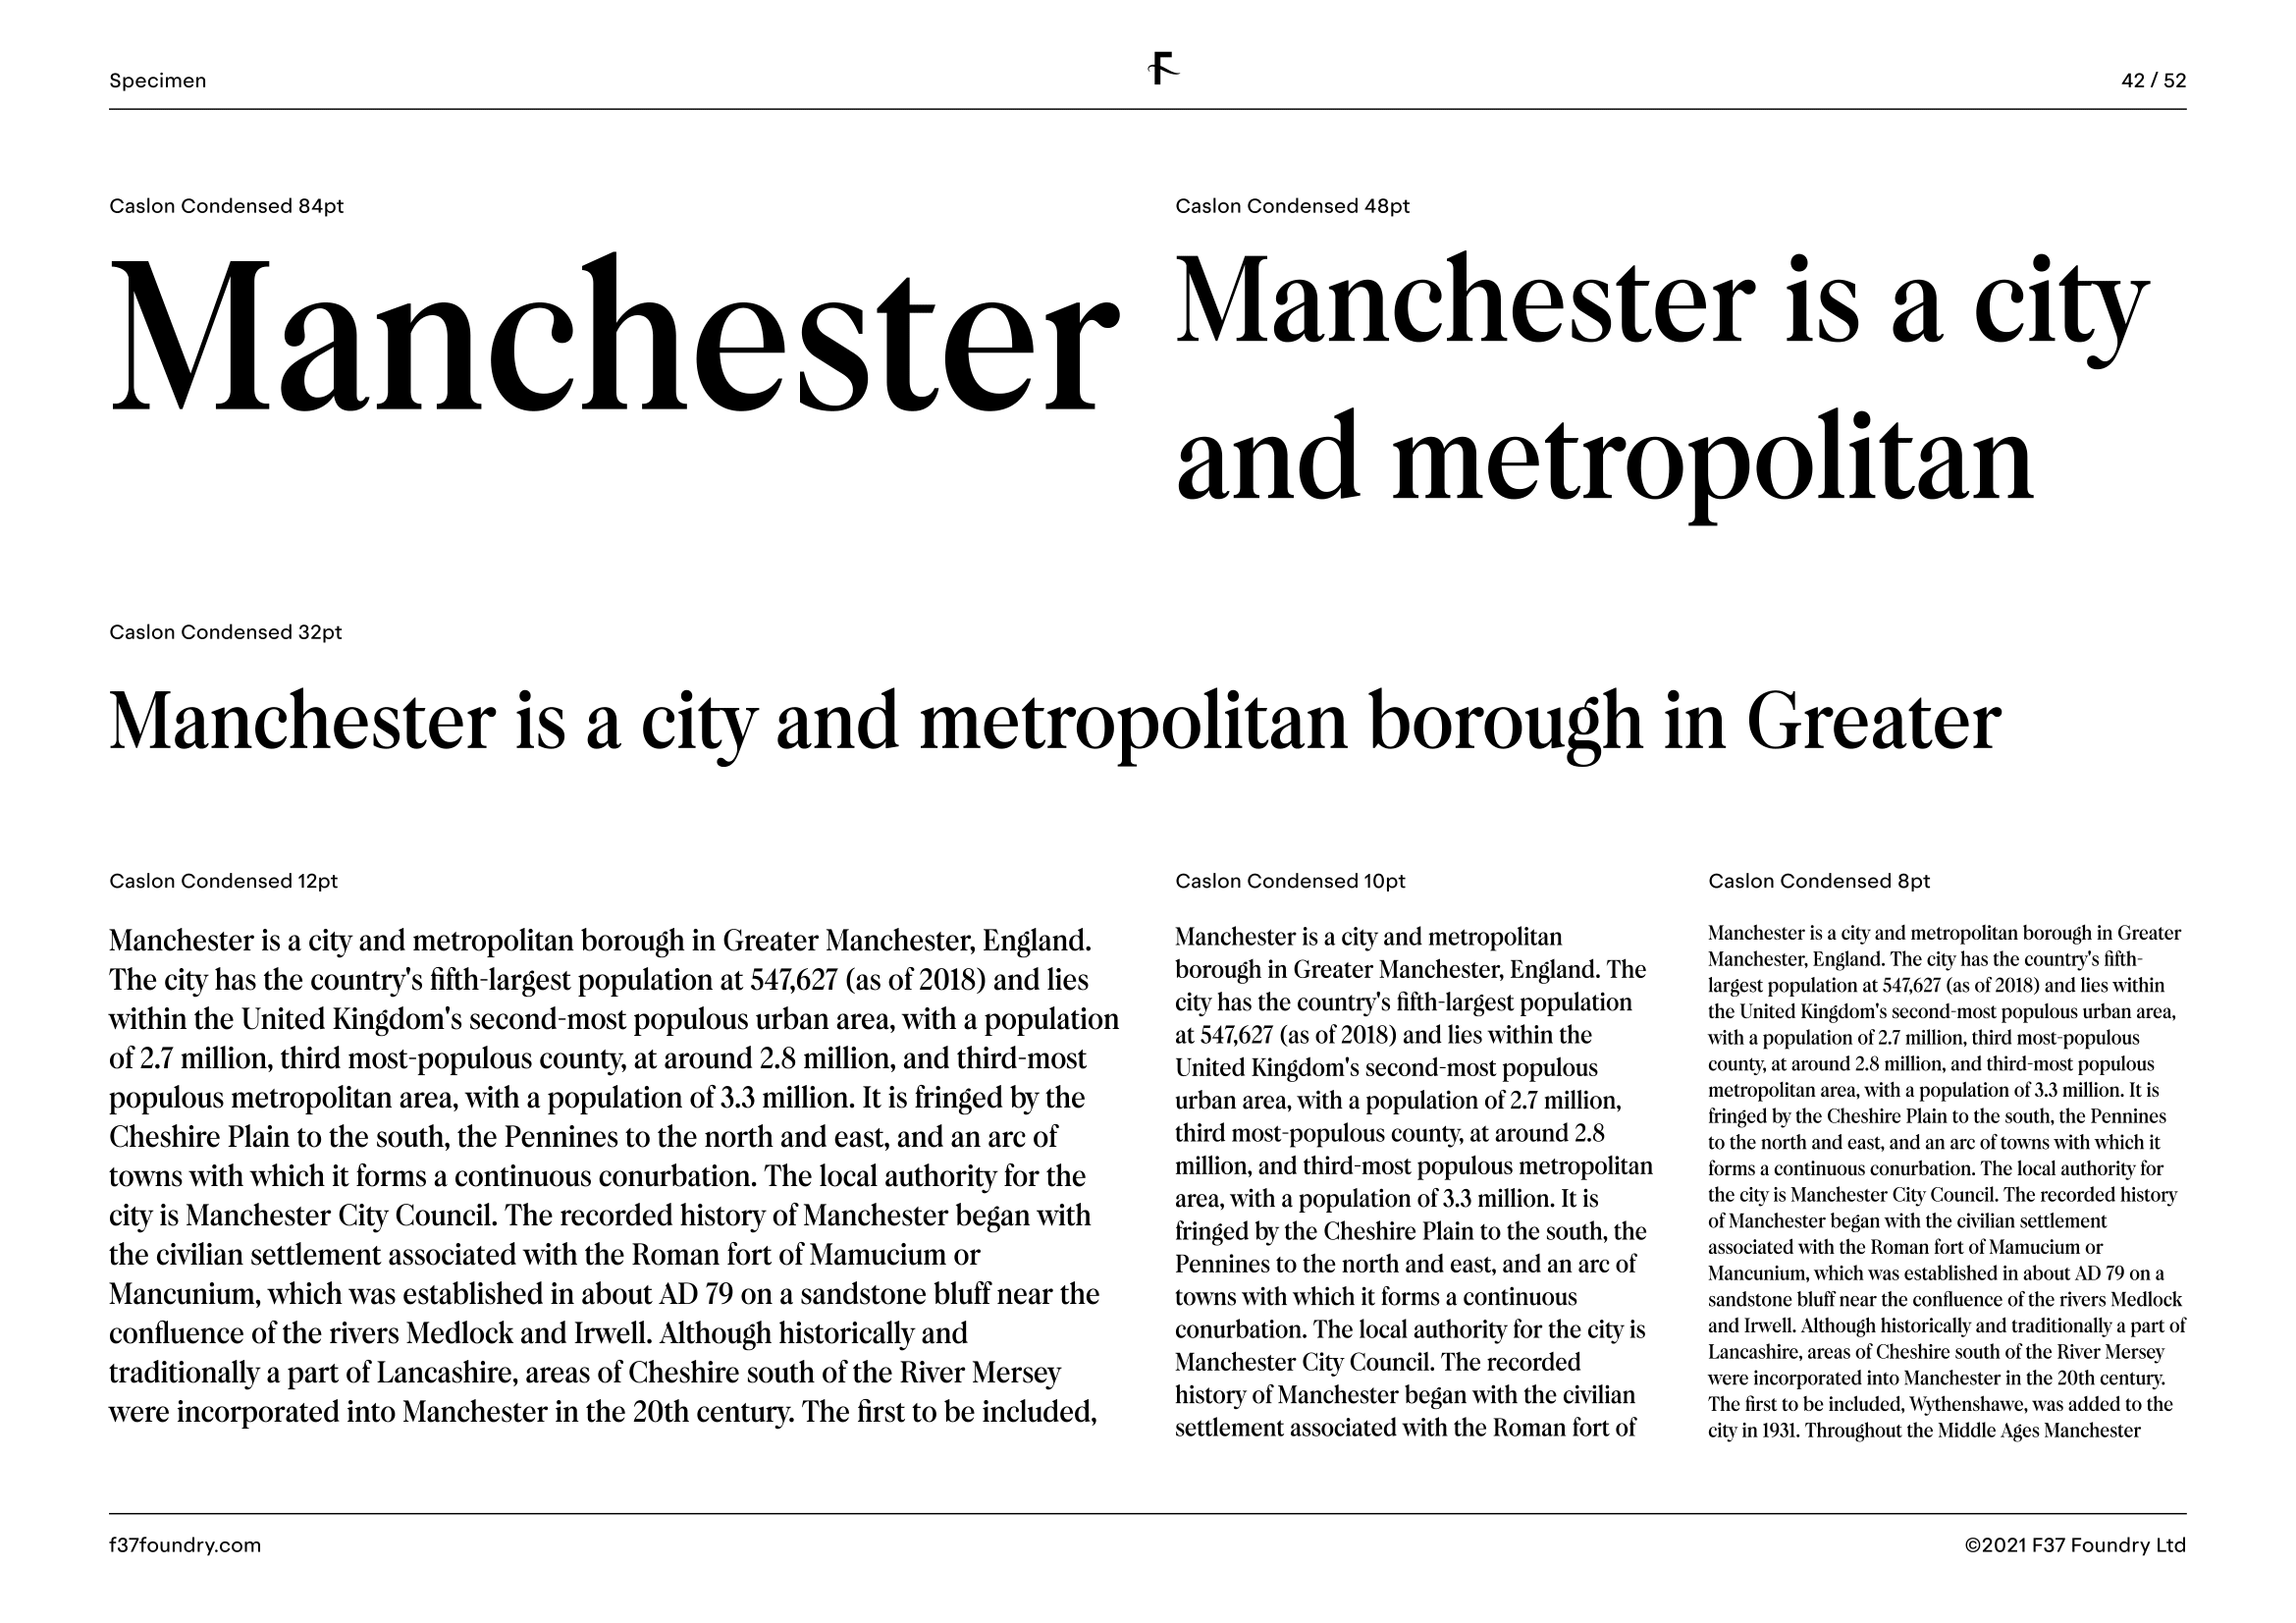 Specimen
F
42 / 52
Caslon Condensed 84pt
Manchester
Caslon Condensed 48pt
Manchester is a city
and metropolitan
Caslon Condensed 32pt
Manchester is a city and metropolitan borough in Greater
Caslon Condensed 12pt
Manchester is a city and metropolitan borough in Greater Manchester, England.
The city has the country's fifth-largest population at 547,627 (as of 2018) and lies
within the United Kingdom's second-most populous urban area, with a population
of 2.7 million, third most-populous county, at around 2.8 million, and third-most
populous metropolitan area, with a population of 3.3 million. It is fringed by the
Cheshire Plain to the south, the Pennines to the north and east, and an arc of
towns with which it forms a continuous conurbation. The local authority for the
city is Manchester City Council. The recorded history of Manchester began with
the civilian settlement associated with the Roman fort of Mamucium or
Mancunium, which was established in about AD 79 on a sandstone bluff near the
confluence of the rivers Medlock and Irwell. Although historically and
traditionally a part of Lancashire, areas of Cheshire south of the River Mersey
were incorporated into Manchester in the 20th century. The first to be included,
Caslon Condensed 10pt
Manchester is a city and metropolitan
borough in Greater Manchester, England. The
city has the country's fifth-largest population
at 547,627 (as of 2018) and lies within the
United Kingdom's second-most populous
urban area, with a population of 2.7 million,
third most-populous county, at around 2.8
million, and third-most populous metropolitan
area, with a population of 3.3 million. It is
fringed by the Cheshire Plain to the south, the
Pennines to the north and east, and an arc of
towns with which it forms a continuous
conurbation. The local authority for the city is
Manchester City Council. The recorded
history of Manchester began with the civilian
settlement associated with the Roman fort of
Caslon Condensed 8pt
Manchester is a city and metropolitan borough in Greater
Manchester, England. The city has the country's fifth-
largest population at 547,627 (as of 2018) and lies within
the United Kingdom's second-most populous urban area,
with a population of 2.7 million, third most-populous
county, at around 2.8 million, and third-most populous
metropolitan area, with a population of 3.3 million. It is
fringed by the Cheshire Plain to the south, the Pennines
to the north and east, and an arc of towns with which it
forms a continuous conurbation. The local authority for
the city is Manchester City Council. The recorded history
of Manchester began with the civilian settlement
associated with the Roman fort of Mamucium or
Mancunium, which was established in about AD 79 on a
sandstone bluff near the confluence of the rivers Medlock
and Irwell. Although historically and traditionally a part of
Lancashire, areas of Cheshire south of the River Mersey
were incorporated into Manchester in the 20th century.
The first to be included, Wythenshawe, was added to the
city in 1931. Throughout the Middle Ages Manchester
f37foundry.com
©2021 F37 Foundry Ltd